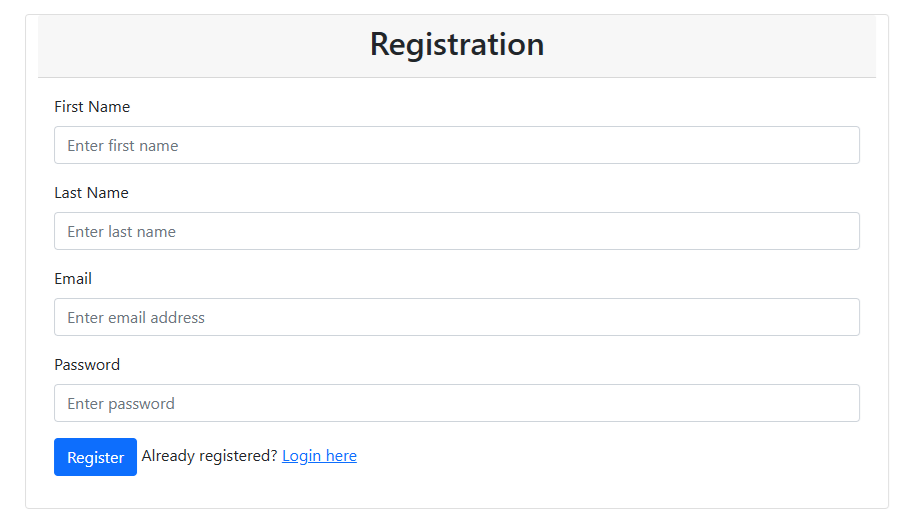 Registration
First Name
Enter first name
Last Name
Enter last name
Email
Enter email address
Password
Enter password
Register Already registered? Login here